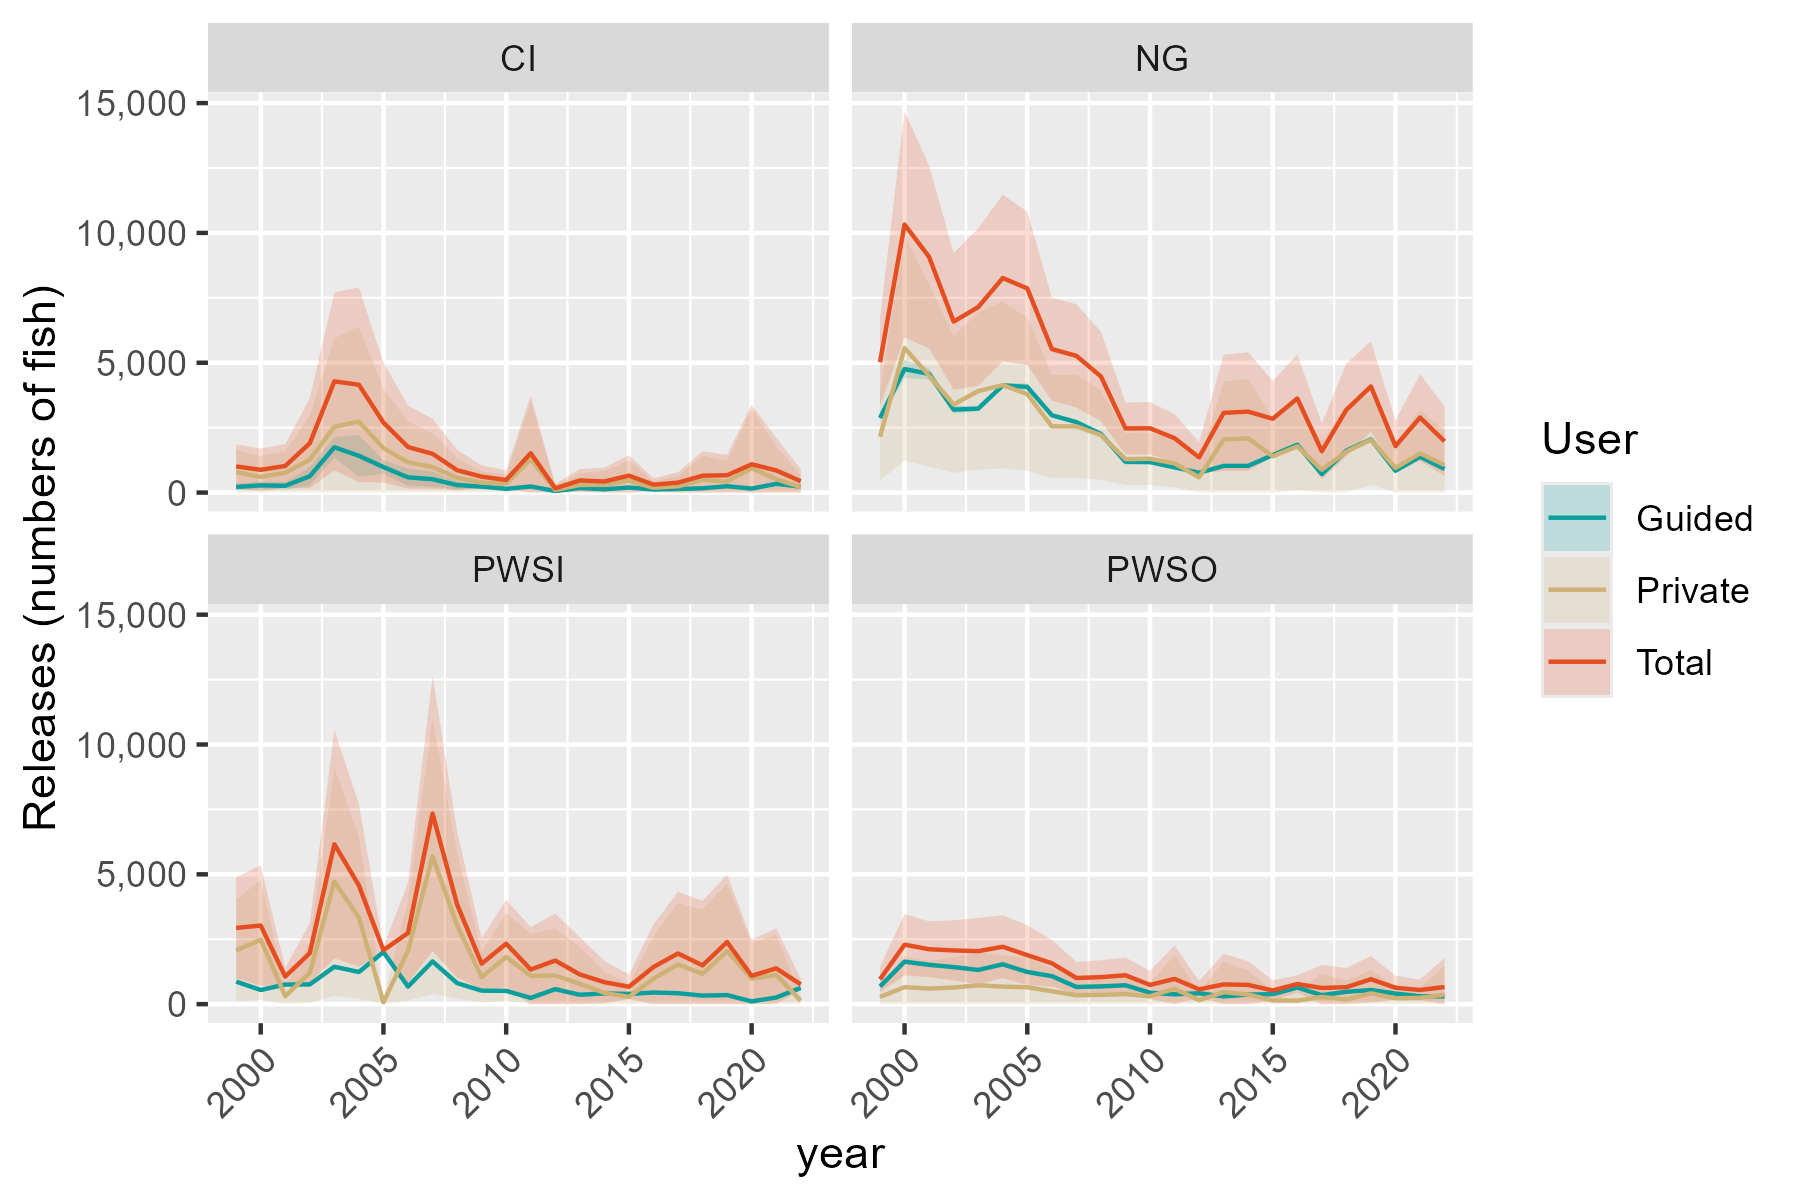 CI
NG
15,000
10,000
5,000
0
PWSI
PWSO
15,000
10,000
5,000
0
2000
2005
2010
2015
2020
2000
2005
2010
2015
2020
year
Releases (numbers of fish)
User
Guided
Private
Total